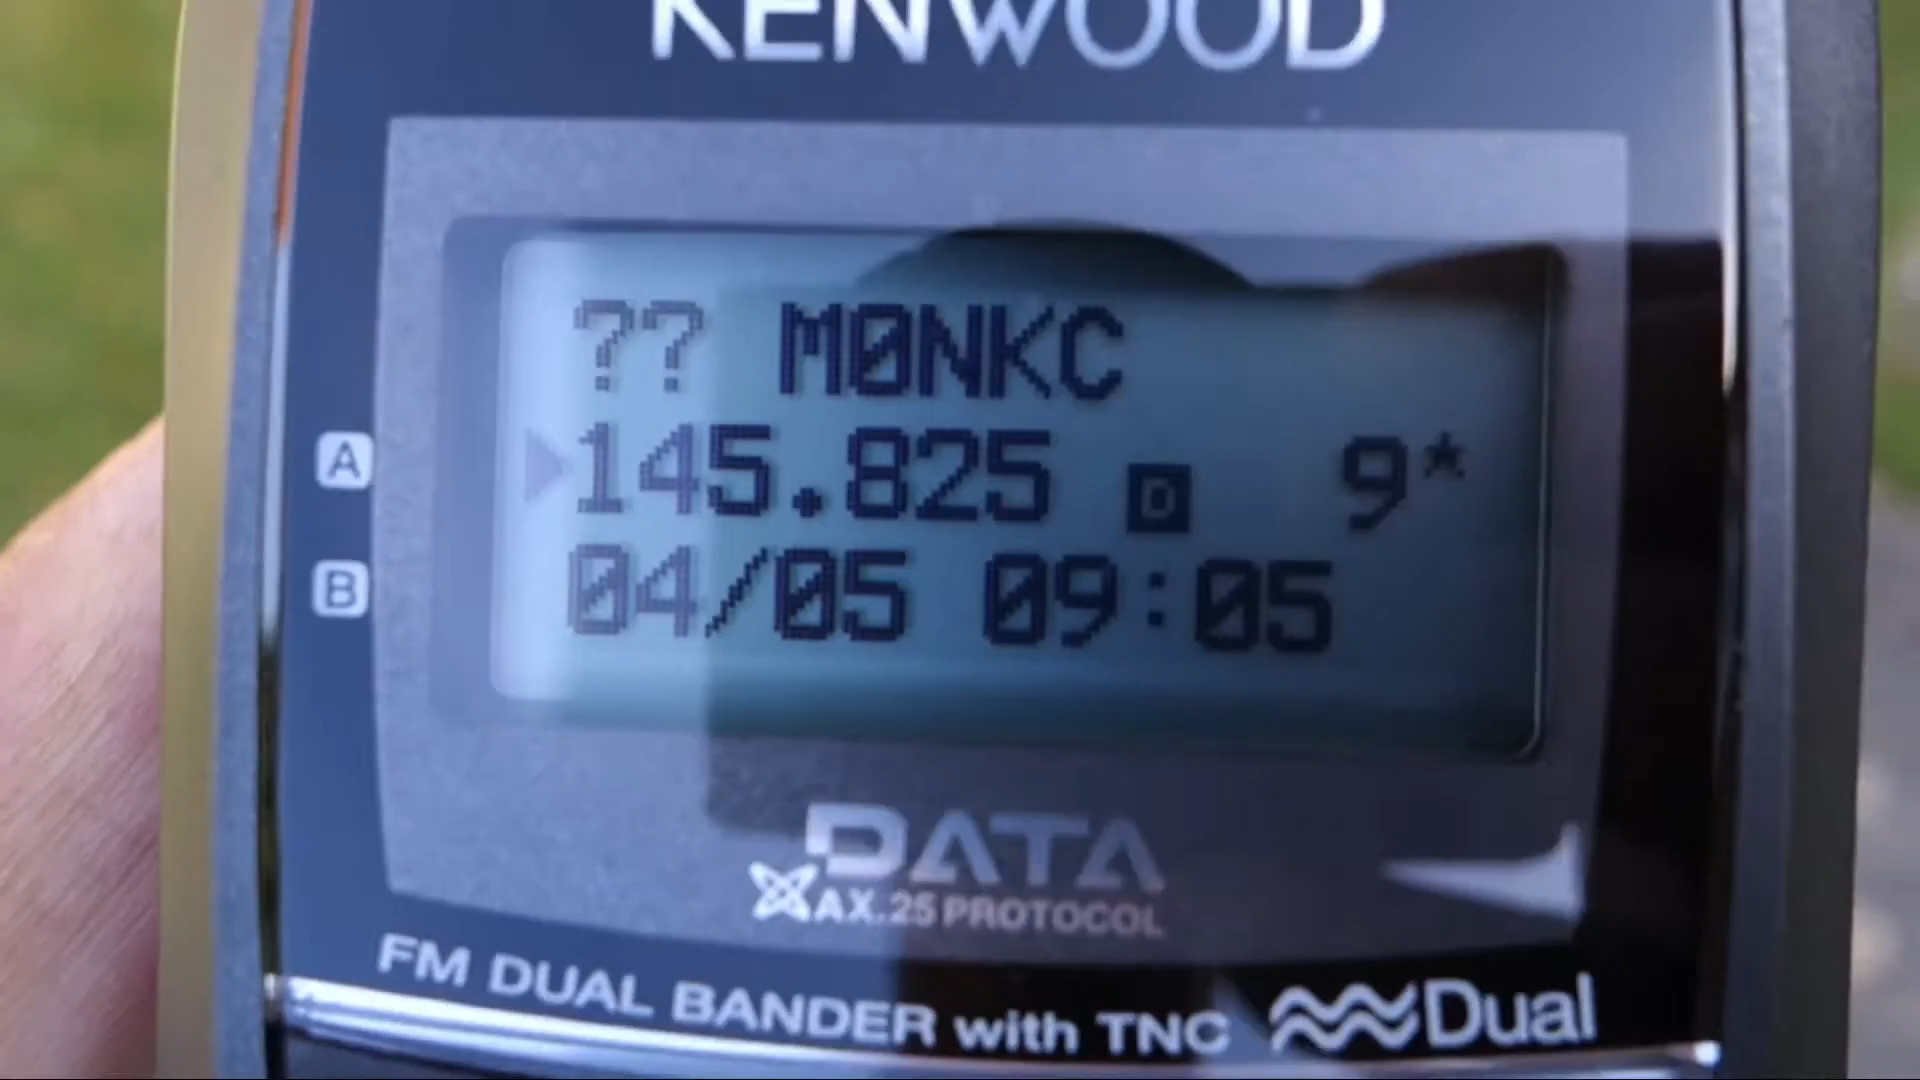 KENWOOD
?? M0NKC
A
145.825 D 9*
B
04/05 09:05
DATA
AX.25 PROTOCOL
FM DUAL BANDER with TNC
Dual